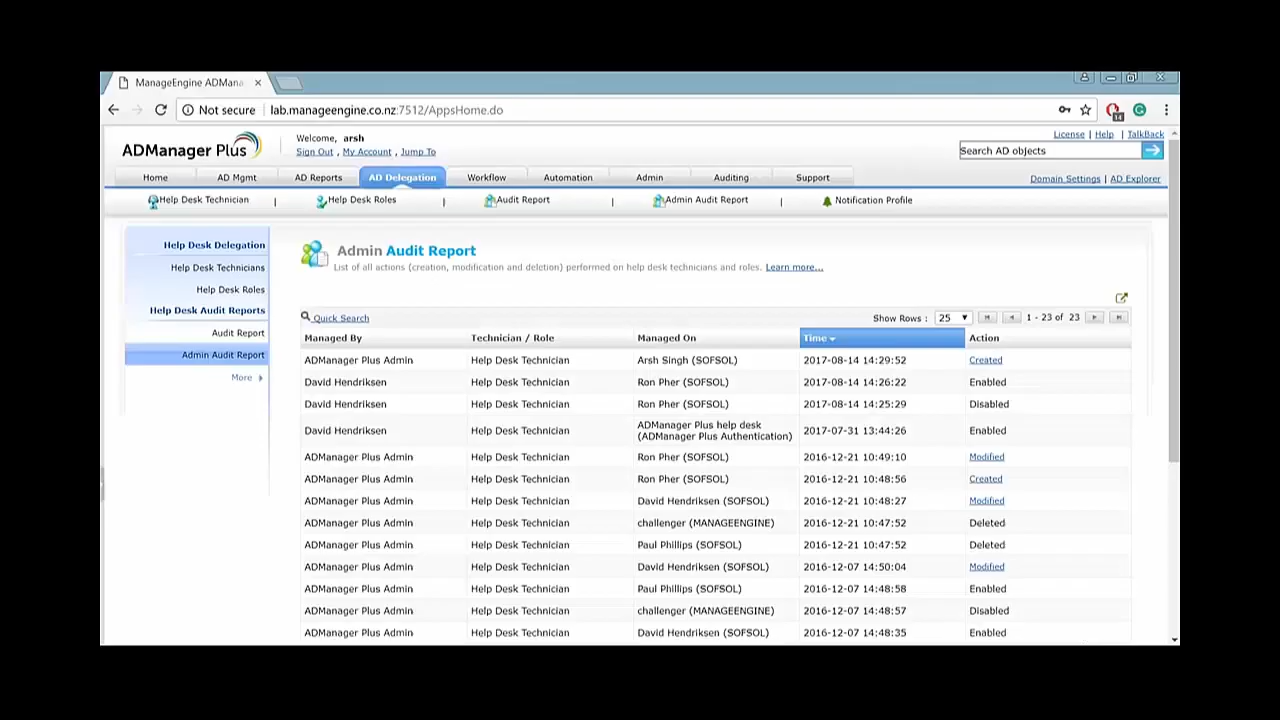 ManageEngine ADMana
Not secure | lab.manageengine.co.nz:7512/AppsHome.do
14
ADManager Plus
Welcome, arsh
Sign Out , My Account , Jump To
License | Help | TalkBack
Search AD objects
Home AD Mgmt AD Reports AD Delegation Workflow Automation Admin Auditing Support
Domain Settings | AD Explorer
Help Desk Technician | Help Desk Roles | Audit Report | Admin Audit Report | Notification Profile
Help Desk Delegation
Help Desk Technicians
Help Desk Roles
Help Desk Audit Reports
Audit Report
Admin Audit Report
More
Admin Audit Report
List of all actions (creation, modification and deletion) performed on help desk technicians and roles. Learn more...
Quick Search
Show Rows : 25 1 - 23 of 23
Managed By Technician / Role Managed On Time Action
ADManager Plus Admin Help Desk Technician Arsh Singh (SOFSOL) 2017-08-14 14:29:52 Created
David Hendriksen Help Desk Technician Ron Pher (SOFSOL) 2017-08-14 14:26:22 Enabled
David Hendriksen Help Desk Technician Ron Pher (SOFSOL) 2017-08-14 14:25:29 Disabled
David Hendriksen Help Desk Technician ADManager Plus help desk (ADManager Plus Authentication) 2017-07-31 13:44:26 Enabled
ADManager Plus Admin Help Desk Technician Ron Pher (SOFSOL) 2016-12-21 10:49:10 Modified
ADManager Plus Admin Help Desk Technician Ron Pher (SOFSOL) 2016-12-21 10:48:56 Created
ADManager Plus Admin Help Desk Technician David Hendriksen (SOFSOL) 2016-12-21 10:48:27 Modified
ADManager Plus Admin Help Desk Technician challenger (MANAGEENGINE) 2016-12-21 10:47:52 Deleted
ADManager Plus Admin Help Desk Technician Paul Phillips (SOFSOL) 2016-12-21 10:47:52 Deleted
ADManager Plus Admin Help Desk Technician David Hendriksen (SOFSOL) 2016-12-07 14:50:04 Modified
ADManager Plus Admin Help Desk Technician Paul Phillips (SOFSOL) 2016-12-07 14:48:58 Enabled
ADManager Plus Admin Help Desk Technician challenger (MANAGEENGINE) 2016-12-07 14:48:57 Disabled
ADManager Plus Admin Help Desk Technician David Hendriksen (SOFSOL) 2016-12-07 14:48:35 Enabled